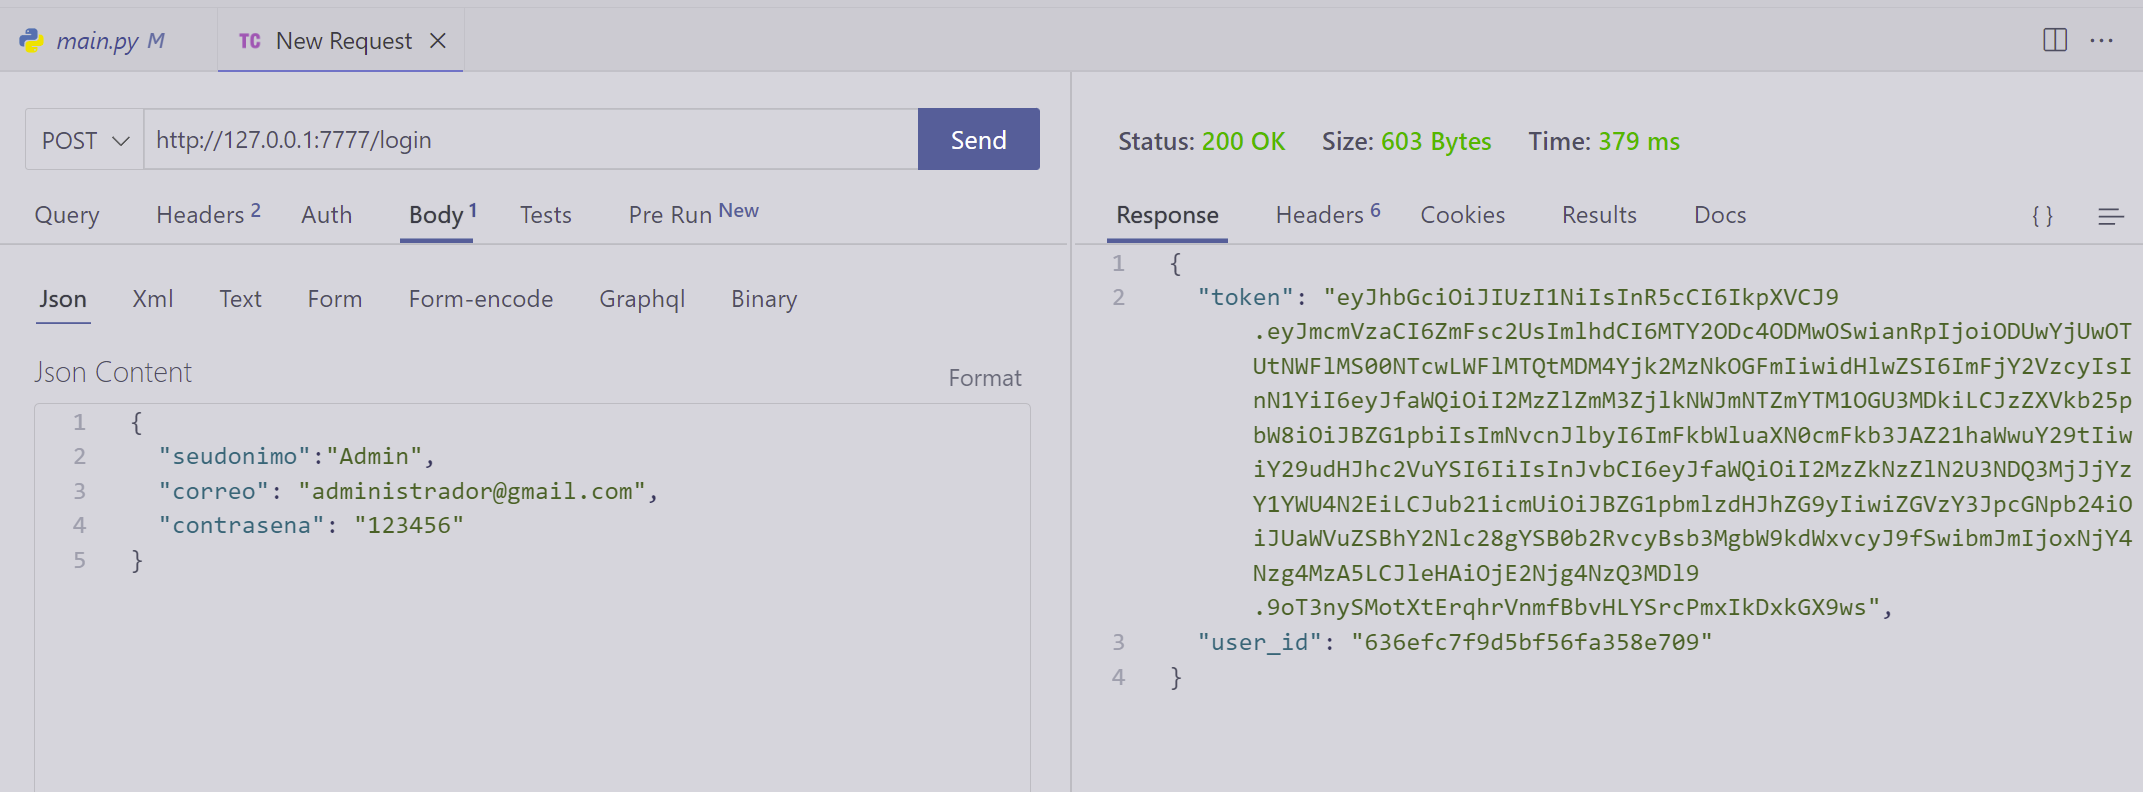 main.py M
TC New Request
POST http://127.0.0.1:7777/login Send
Query Headers 2 Auth Body 1 Tests Pre Run New
Json Xml Text Form Form-encode Graphql Binary
Json Content
Format
1 {
2 "seudonimo":"Admin",
3 "correo": "administrador@gmail.com",
4 "contrasena": "123456"
5 }
Status: 200 OK Size: 603 Bytes Time: 379 ms
Response Headers 6 Cookies Results Docs { }
1 {
2 "token": "eyJhbGciOiJIUzI1NiIsInR5cCI6IkpXVCJ9
.eyJmcmVzaCI6ZmFsc2UsImlhdCI6MTY2ODc4ODMwOSwianRpIjoiODUwYjUwOT
UtNWFlMS00NTcwLWFlMTQtMDM4Yjk2MzNkOGFmIiwidHlwZSI6ImFjY2VzcyIsI
nN1YiI6eyJfaWQiOiI2MzZlZmM3ZjlkNWJmNTZmYTM1OGU3MDkiLCJzZXVkb25p
bW8iOiJBZG1pbiIsImNvcnJlbyI6ImFkbWluaXN0cmFkb3JAZ21haWwuY29tIiw
iY29udHJhc2VuYSI6IiIsInJvbCI6eyJfaWQiOiI2MzZkNzZlN2U3NDQ3MjJjYz
Y1YWU4N2EiLCJub21icmUiOiJBZG1pbmlzdHJhZG9yIiwiZGVzY3JpcGNpb24iO
iJUaWVuZSBhY2Nlc28gYSB0b2RvcyBsb3MgbW9kdWxvcyJ9fSwibmJmIjoxNjY4
Nzg4MzA5LCJleHAiOjE2Njg4NzQ3MDl9
.9oT3nySMotXtErqhrVnmfBbvHLYSrcPmxIkDxkGX9ws",
3 "user_id": "636efc7f9d5bf56fa358e709"
4 }